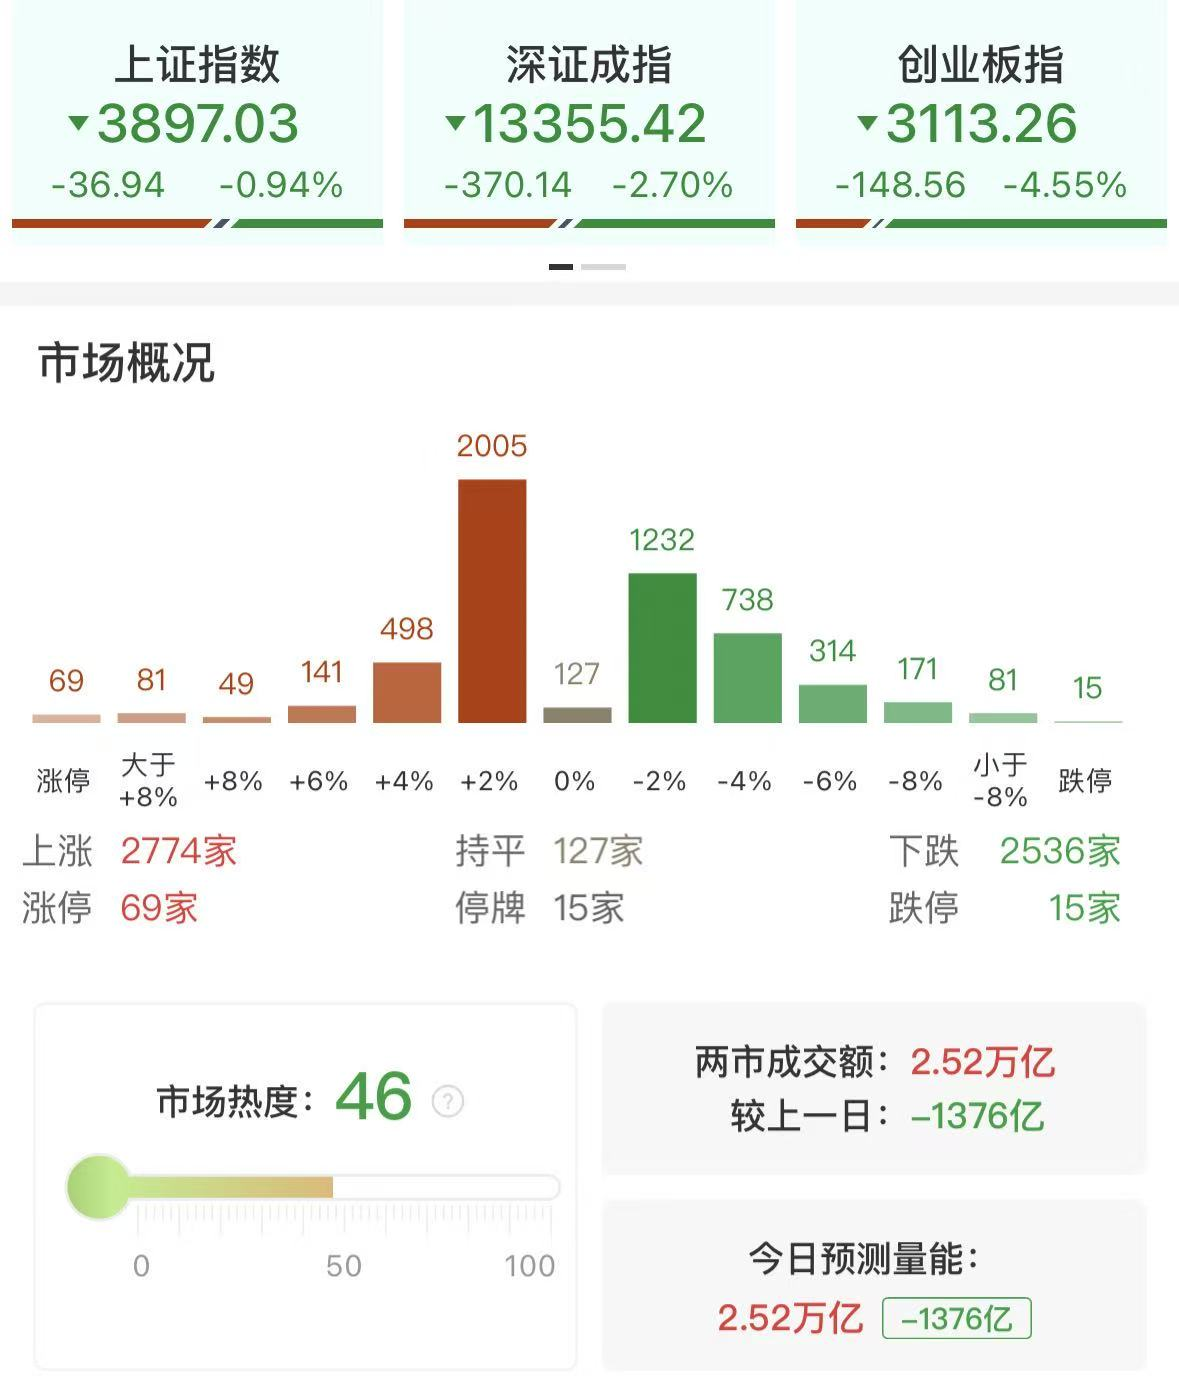 上证指数 深证成指 创业板指
▼3897.03 ▼13355.42 ▼3113.26
-36.94 -0.94% -370.14 -2.70% -148.56 -4.55%
市场概况
2005
1232
738
498
314
141
127
171
69
81
49
81
15
涨停 大于+8% +8% +6% +4% +2% 0% -2% -4% -6% -8% 小于-8% 跌停
上涨 2774家 持平 127家 下跌 2536家
涨停 69家 停牌 15家 跌停 15家
市场热度：46 ?
0 50 100
两市成交额：2.52万亿
较上一日：-1376亿
今日预测量能：
2.52万亿 -1376亿